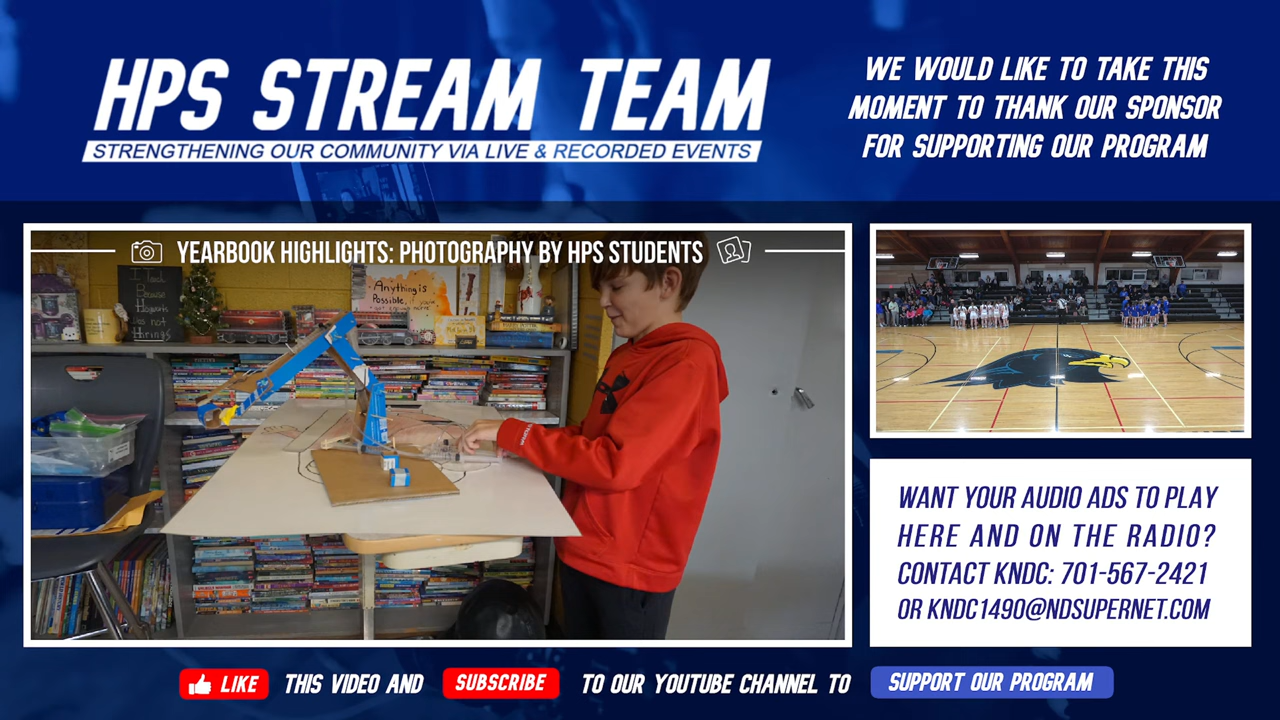 HPS STREAM TEAM
STRENGTHENING OUR COMMUNITY VIA LIVE & RECORDED EVENTS
WE WOULD LIKE TO TAKE THIS
MOMENT TO THANK OUR SPONSOR
FOR SUPPORTING OUR PROGRAM
YEARBOOK HIGHLIGHTS: PHOTOGRAPHY BY HPS STUDENTS
Anything is
Possible, if you've
WANT YOUR AUDIO ADS TO PLAY
HERE AND ON THE RADIO?
CONTACT KNDC: 701-567-2421
OR KNDC1490@NDSUPERNET.COM
LIKE THIS VIDEO AND SUBSCRIBE TO OUR YOUTUBE CHANNEL TO SUPPORT OUR PROGRAM